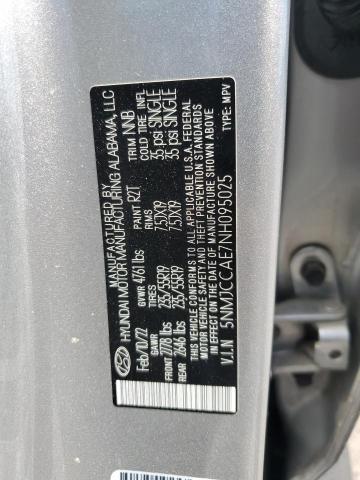 MANUFACTURED BY
HYUNDAI MOTOR MANUFACTURING ALABAMA, LLC
Feb/10/22 GVWR 4761 lbs PAINT R2T TRIM NNB
GAWR TIRES RIMS COLD TIRE INFL.
FRONT 2778 lbs 235/55R19 7.5JX19 35 psi SINGLE
REAR 2646 lbs 235/55R19 7.5JX19 35 psi SINGLE
THIS VEHICLE CONFORMS TO ALL APPLICABLE U.S.A. FEDERAL
MOTOR VEHICLE SAFETY AND THEFT PREVENTION STANDARDS
IN EFFECT ON THE DATE OF MANUFACTURE SHOWN ABOVE
V.I.N 5NMJCCAE7NH095025 TYPE: MPV